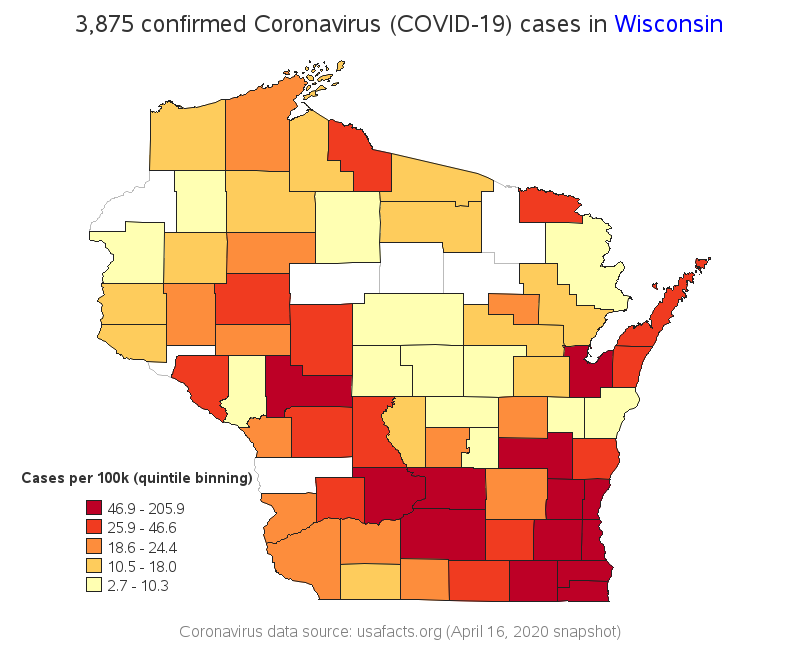 3,875 confirmed Coronavirus (COVID-19) cases in Wisconsin
Cases per 100k (quintile binning)
46.9 - 205.9
25.9 - 46.6
18.6 - 24.4
10.5 - 18.0
2.7 - 10.3
Coronavirus data source: usafacts.org (April 16, 2020 snapshot)